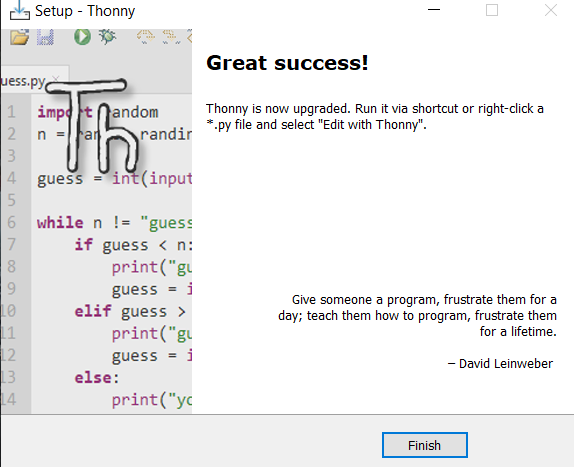 Setup - Thonny
Great success!
Thonny is now upgraded. Run it via shortcut or right-click a
*.py file and select "Edit with Thonny".
uess.py
Th
1 import random
2 n = random.randin
3
4 guess = int(input
5
6 while n != "guess
7 if guess < n:
8 print("gu
9 guess = i
10 elif guess >
11 print("gu
12 guess = i
13 else:
14 print("yo
Give someone a program, frustrate them for a
day; teach them how to program, frustrate them
for a lifetime.
– David Leinweber
Finish